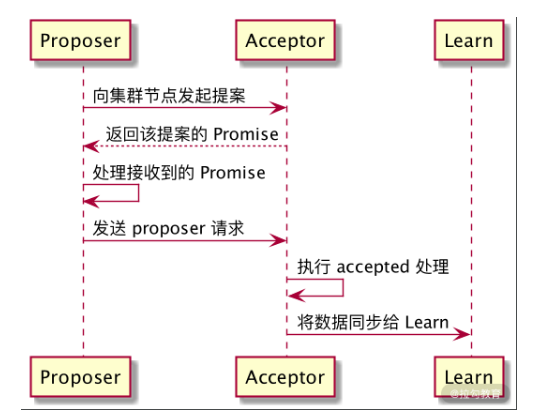 Proposer Acceptor Learn
向集群节点发起提案
返回该提案的 Promise
处理接收到的 Promise
发送 proposer 请求
执行 accepted 处理
将数据同步给 Learn
Proposer Acceptor Learn
@拉勾教育